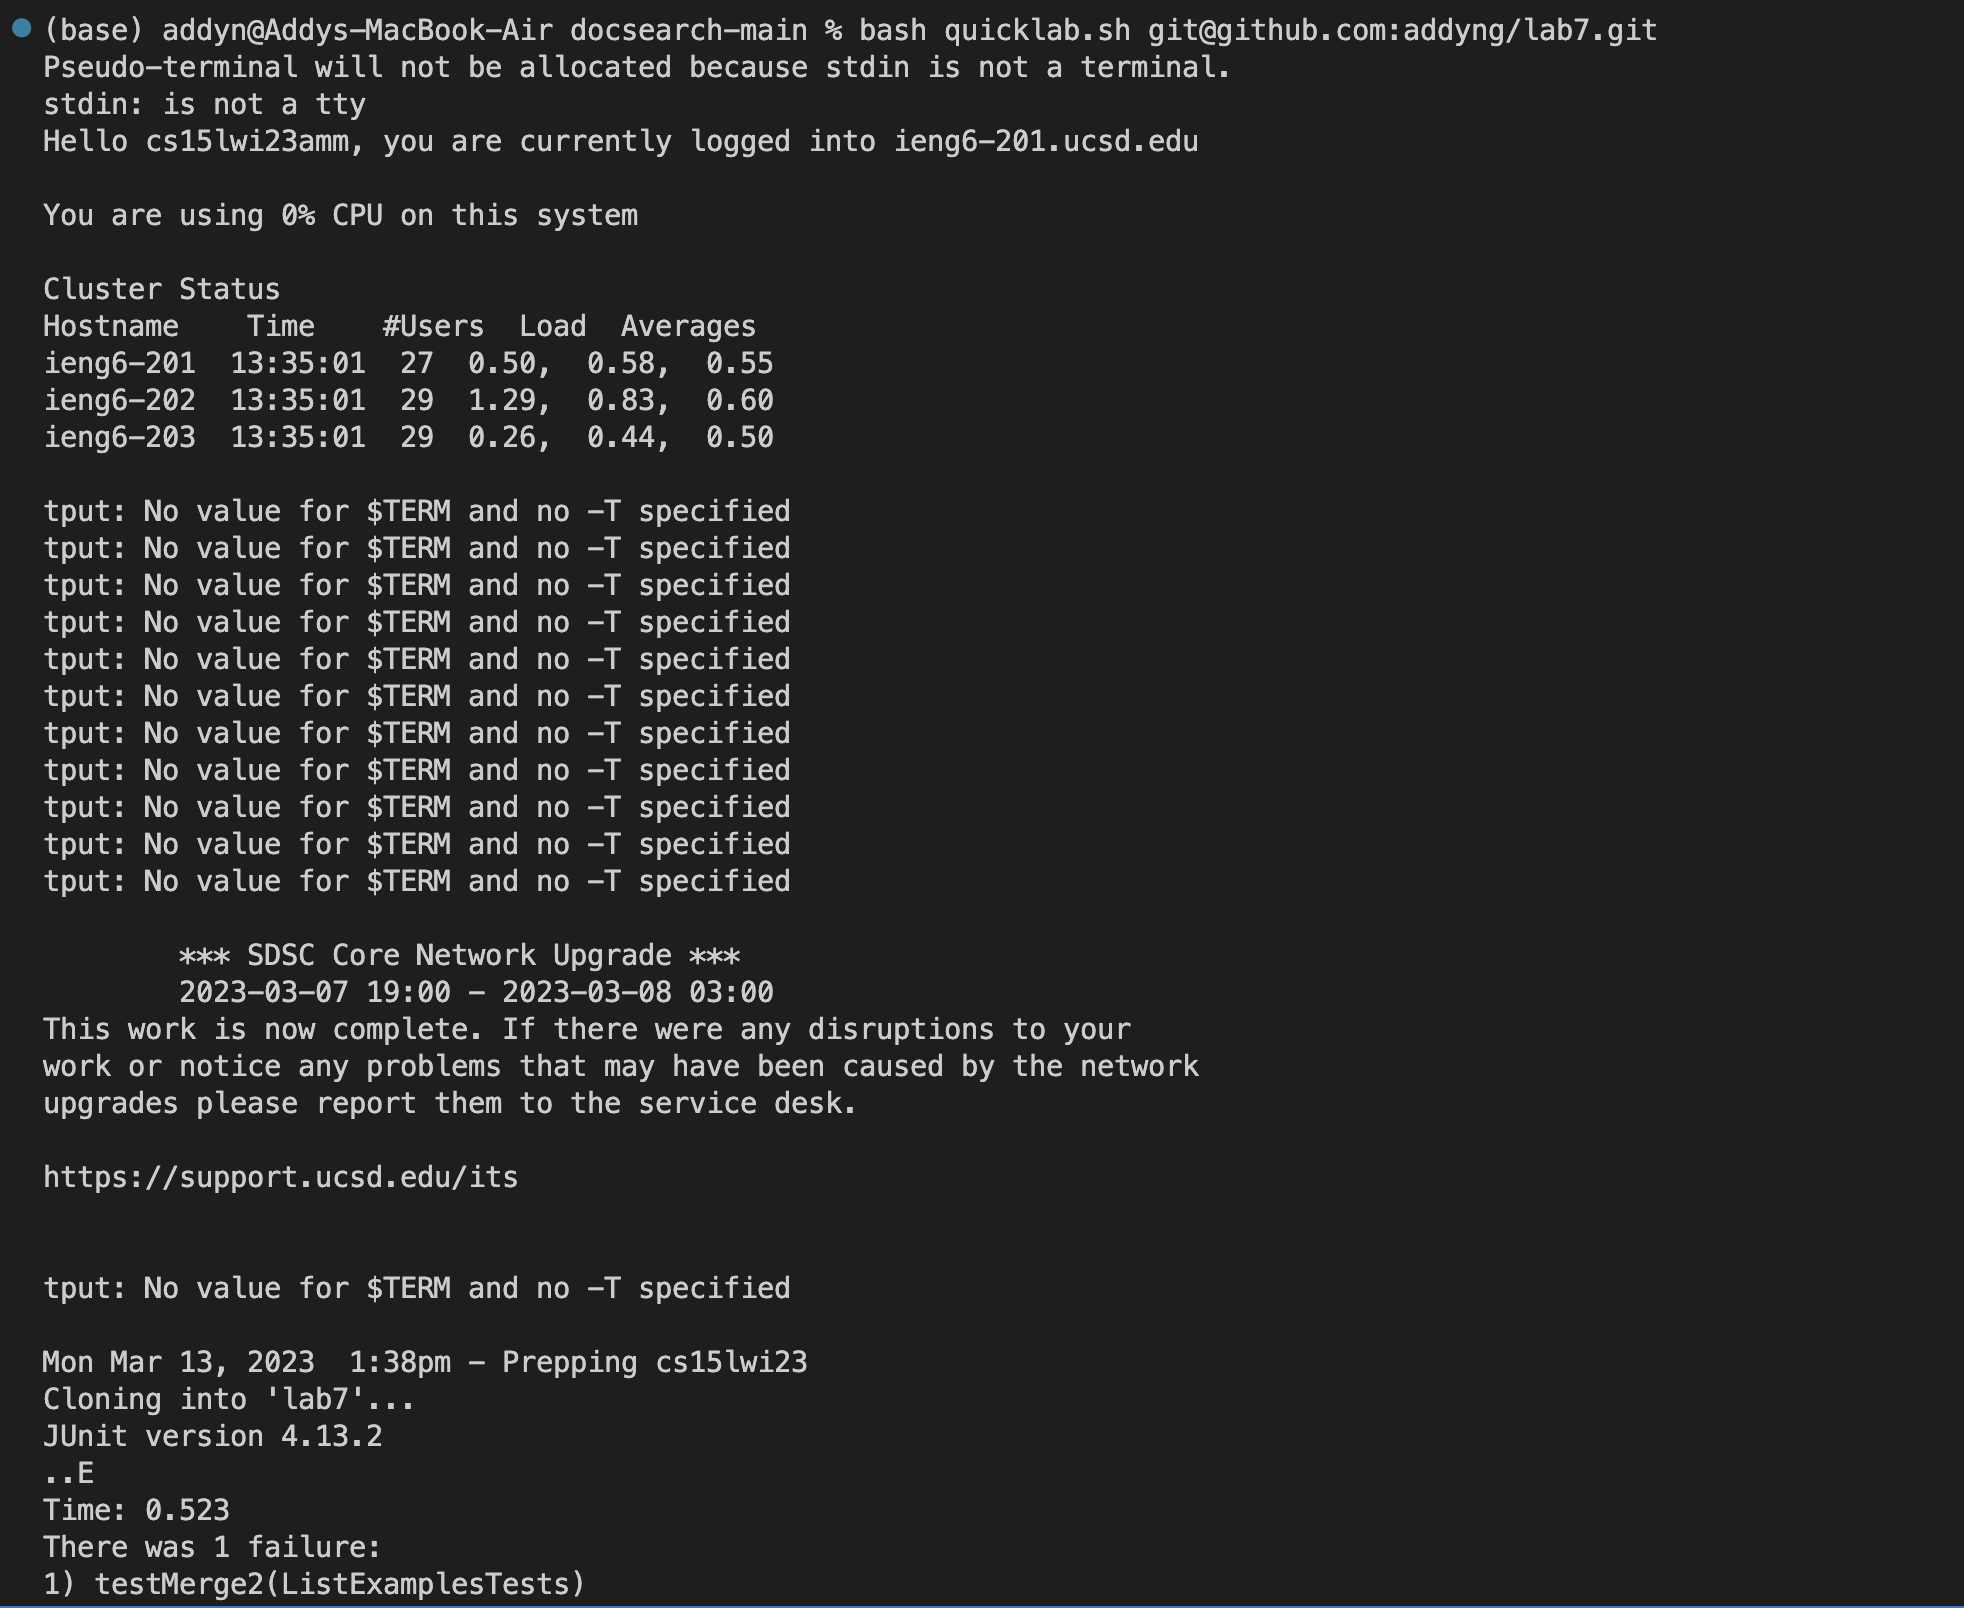 (base) addyn@Addys-MacBook-Air docsearch-main % bash quicklab.sh git@github.com:addyng/lab7.git
Pseudo-terminal will not be allocated because stdin is not a terminal.
stdin: is not a tty
Hello cs15lwi23amm, you are currently logged into ieng6-201.ucsd.edu

You are using 0% CPU on this system

Cluster Status
Hostname    Time    #Users  Load  Averages
ieng6-201  13:35:01  27  0.50,  0.58,  0.55
ieng6-202  13:35:01  29  1.29,  0.83,  0.60
ieng6-203  13:35:01  29  0.26,  0.44,  0.50

tput: No value for $TERM and no -T specified
tput: No value for $TERM and no -T specified
tput: No value for $TERM and no -T specified
tput: No value for $TERM and no -T specified
tput: No value for $TERM and no -T specified
tput: No value for $TERM and no -T specified
tput: No value for $TERM and no -T specified
tput: No value for $TERM and no -T specified
tput: No value for $TERM and no -T specified
tput: No value for $TERM and no -T specified
tput: No value for $TERM and no -T specified

        *** SDSC Core Network Upgrade ***
        2023-03-07 19:00 - 2023-03-08 03:00
This work is now complete. If there were any disruptions to your
work or notice any problems that may have been caused by the network
upgrades please report them to the service desk.

https://support.ucsd.edu/its


tput: No value for $TERM and no -T specified

Mon Mar 13, 2023  1:38pm - Prepping cs15lwi23
Cloning into 'lab7'...
JUnit version 4.13.2
..E
Time: 0.523
There was 1 failure:
1) testMerge2(ListExamplesTests)